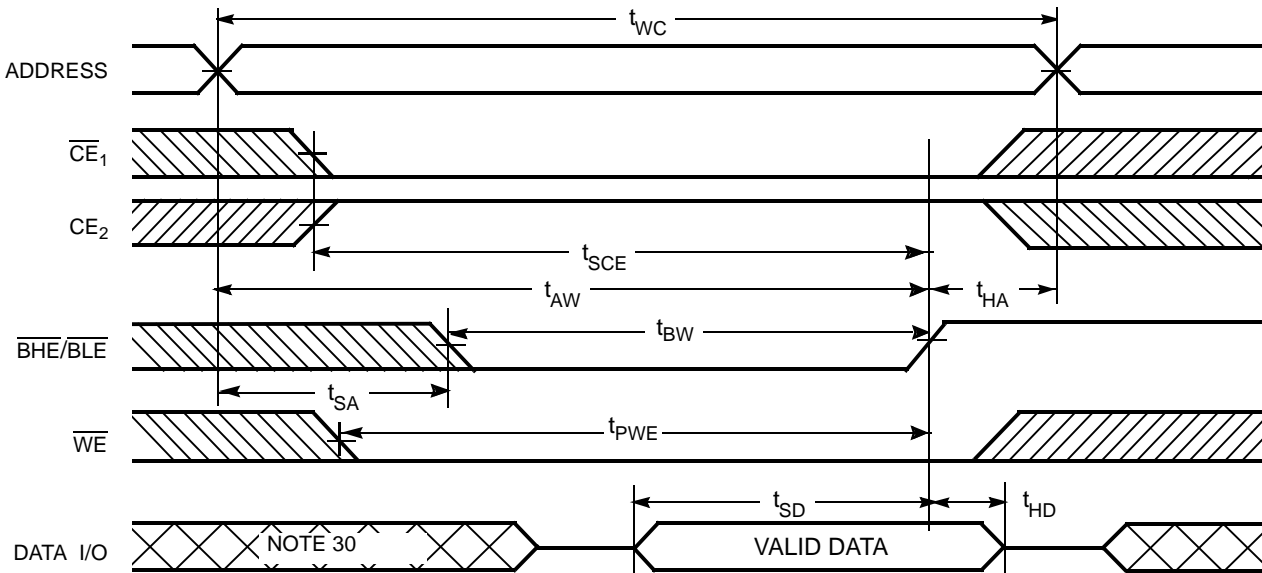 tWC
ADDRESS
CE1
CE2
tSCE
tAW
tHA
BHE/BLE
tBW
tSA
WE
tPWE
tSD
tHD
DATA I/O
NOTE 30
VALID DATA